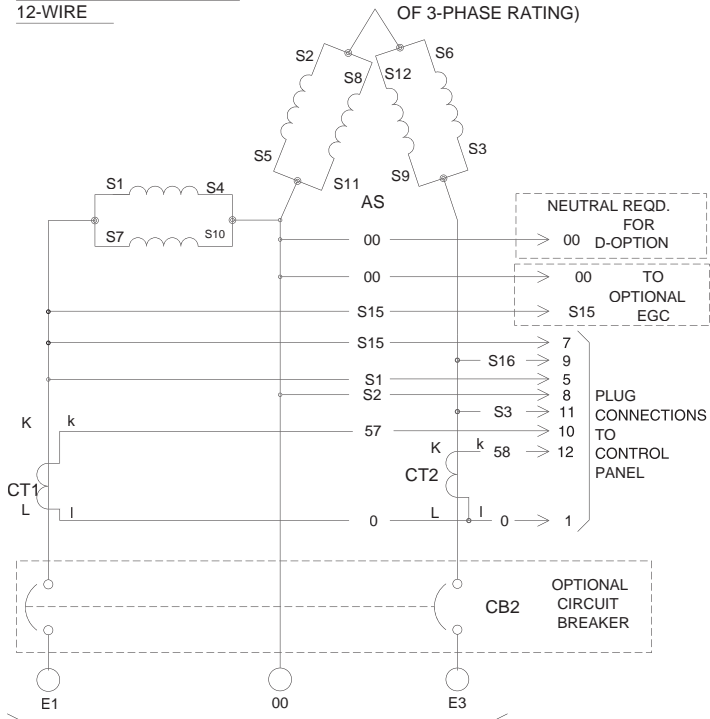 12-WIRE
OF 3-PHASE RATING)
S2
S6
S8
S12
S5
S3
S11
S9
S1
S4
AS
S7
S10
NEUTRAL REQD.
FOR
00
00
D-OPTION
00
00
TO
OPTIONAL
S15
S15
EGC
S15
7
S16
9
S1
5
S2
8
PLUG
S3
11
CONNECTIONS
K
k
57
10
TO
K
k
58
12
CONTROL
CT1
CT2
PANEL
L
l
0
L
l
0
1
OPTIONAL
CB2
CIRCUIT
BREAKER
E1
00
E3